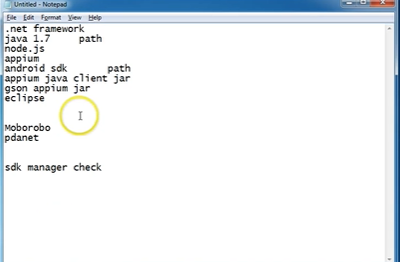 Untitled - Notepad
File Edit Format View Help
.net framework
java 1.7 path
node.js
appium
android sdk path
appium java client jar
gson appium jar
eclipse
Moborobo
pdanet
sdk manager check